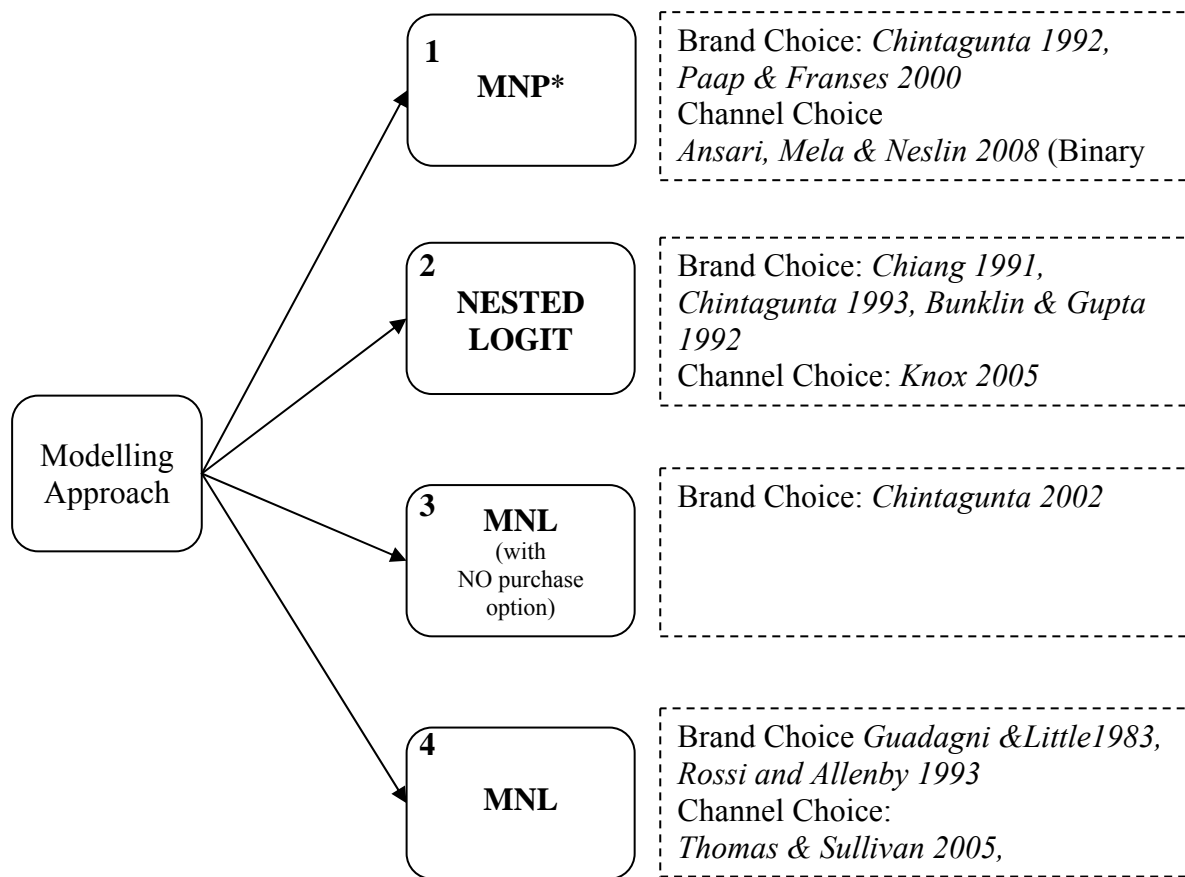 Modelling
Approach
1
MNP*
Brand Choice: Chintagunta 1992,
Paap & Franses 2000
Channel Choice
Ansari, Mela & Neslin 2008 (Binary
2
NESTED
LOGIT
Brand Choice: Chiang 1991,
Chintagunta 1993, Bunklin & Gupta
1992
Channel Choice: Knox 2005
3
MNL
(with
NO purchase
option)
Brand Choice: Chintagunta 2002
4
MNL
Brand Choice Guadagni &Little1983,
Rossi and Allenby 1993
Channel Choice:
Thomas & Sullivan 2005,